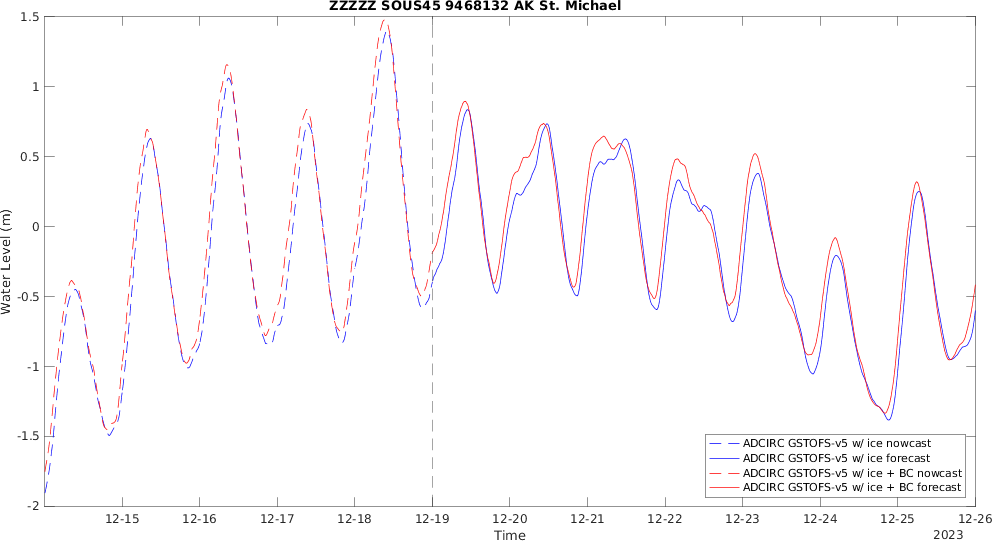 ZZZZZ SOUS45 9468132 AK St. Michael
1.5
1
0.5
0
-0.5
-1
-1.5
-2
Water Level (m)
12-15 12-16 12-17 12-18 12-19 12-20 12-21 12-22 12-23 12-24 12-25 12-26
Time
2023
ADCIRC GSTOFS-v5 w/ ice nowcast
ADCIRC GSTOFS-v5 w/ ice forecast
ADCIRC GSTOFS-v5 w/ ice + BC nowcast
ADCIRC GSTOFS-v5 w/ ice + BC forecast